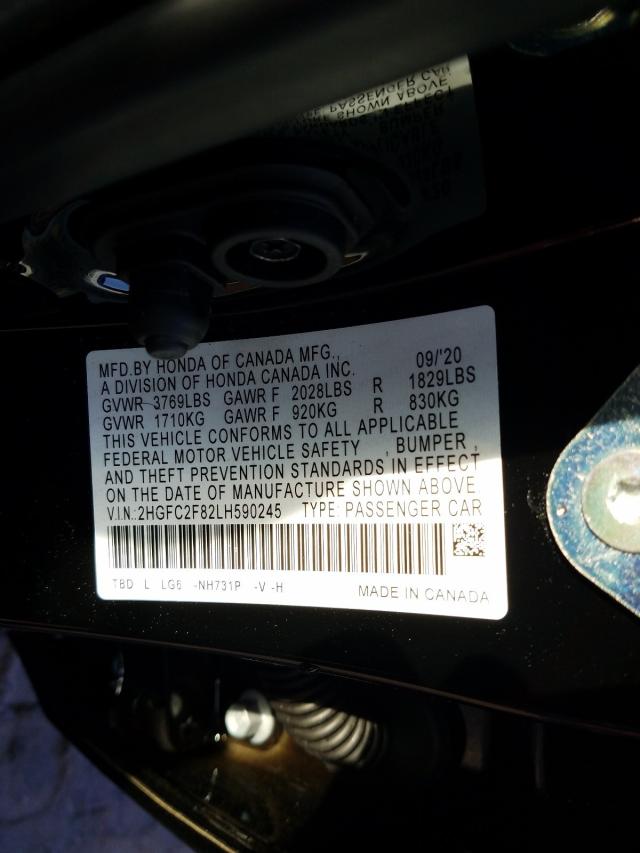 MFD.BY HONDA OF CANADA MFG., 09/'20
A DIVISION OF HONDA CANADA INC.
GVWR 3769LBS GAWR F 2028LBS R 1829LBS
GVWR 1710KG GAWR F 920KG R 830KG
THIS VEHICLE CONFORMS TO ALL APPLICABLE
FEDERAL MOTOR VEHICLE SAFETY , BUMPER ,
AND THEFT PREVENTION STANDARDS IN EFFECT
ON THE DATE OF MANUFACTURE SHOWN ABOVE
V.I.N.:2HGFC2F82LH590245 TYPE: PASSENGER CAR
TBD L LG6 -NH731P -V -H MADE IN CANADA